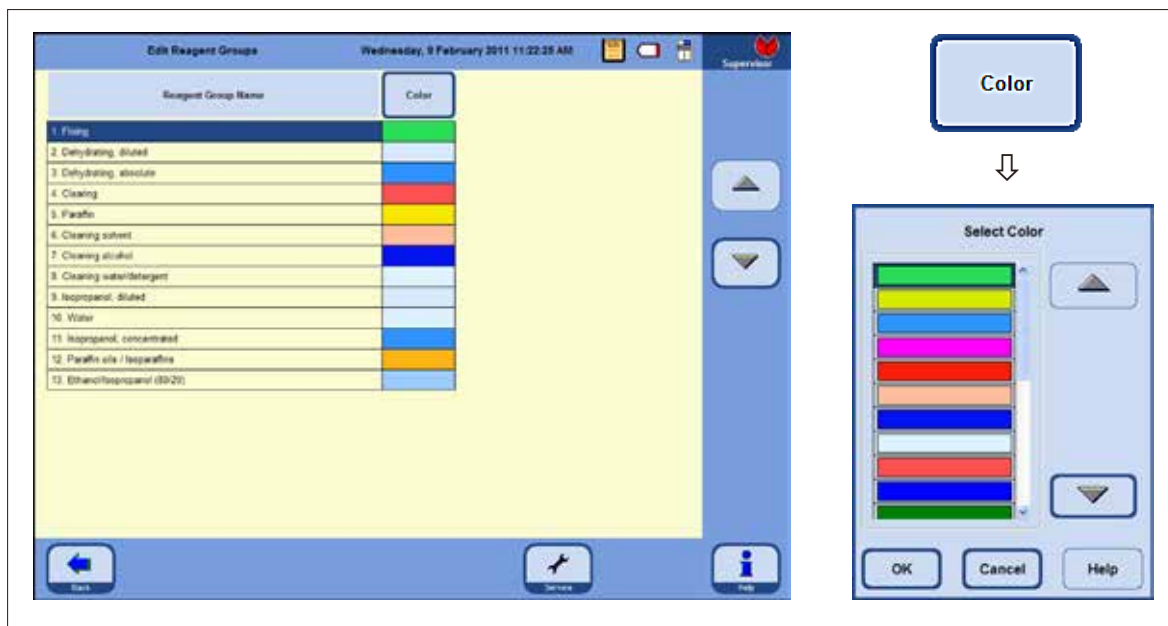 Edit Reagent Groups
Wednesday, 9 February 2011 11:22:25 AM
Supervisor
Reagent Group Name
Color
1. Fixing
2. Dehydrating, diluted
3. Dehydrating, absolute
4. Clearing
5. Paraffin
6. Cleaning solvent
7. Cleaning alcohol
8. Cleaning water/detergent
9. Isopropanol, diluted
10. Water
11. Isopropanol, concentrated
12. Paraffin oils / Isoparaffins
13. Ethanol/Isopropanol (80/20)
Back
Service
Help
Color
Select Color
OK
Cancel
Help